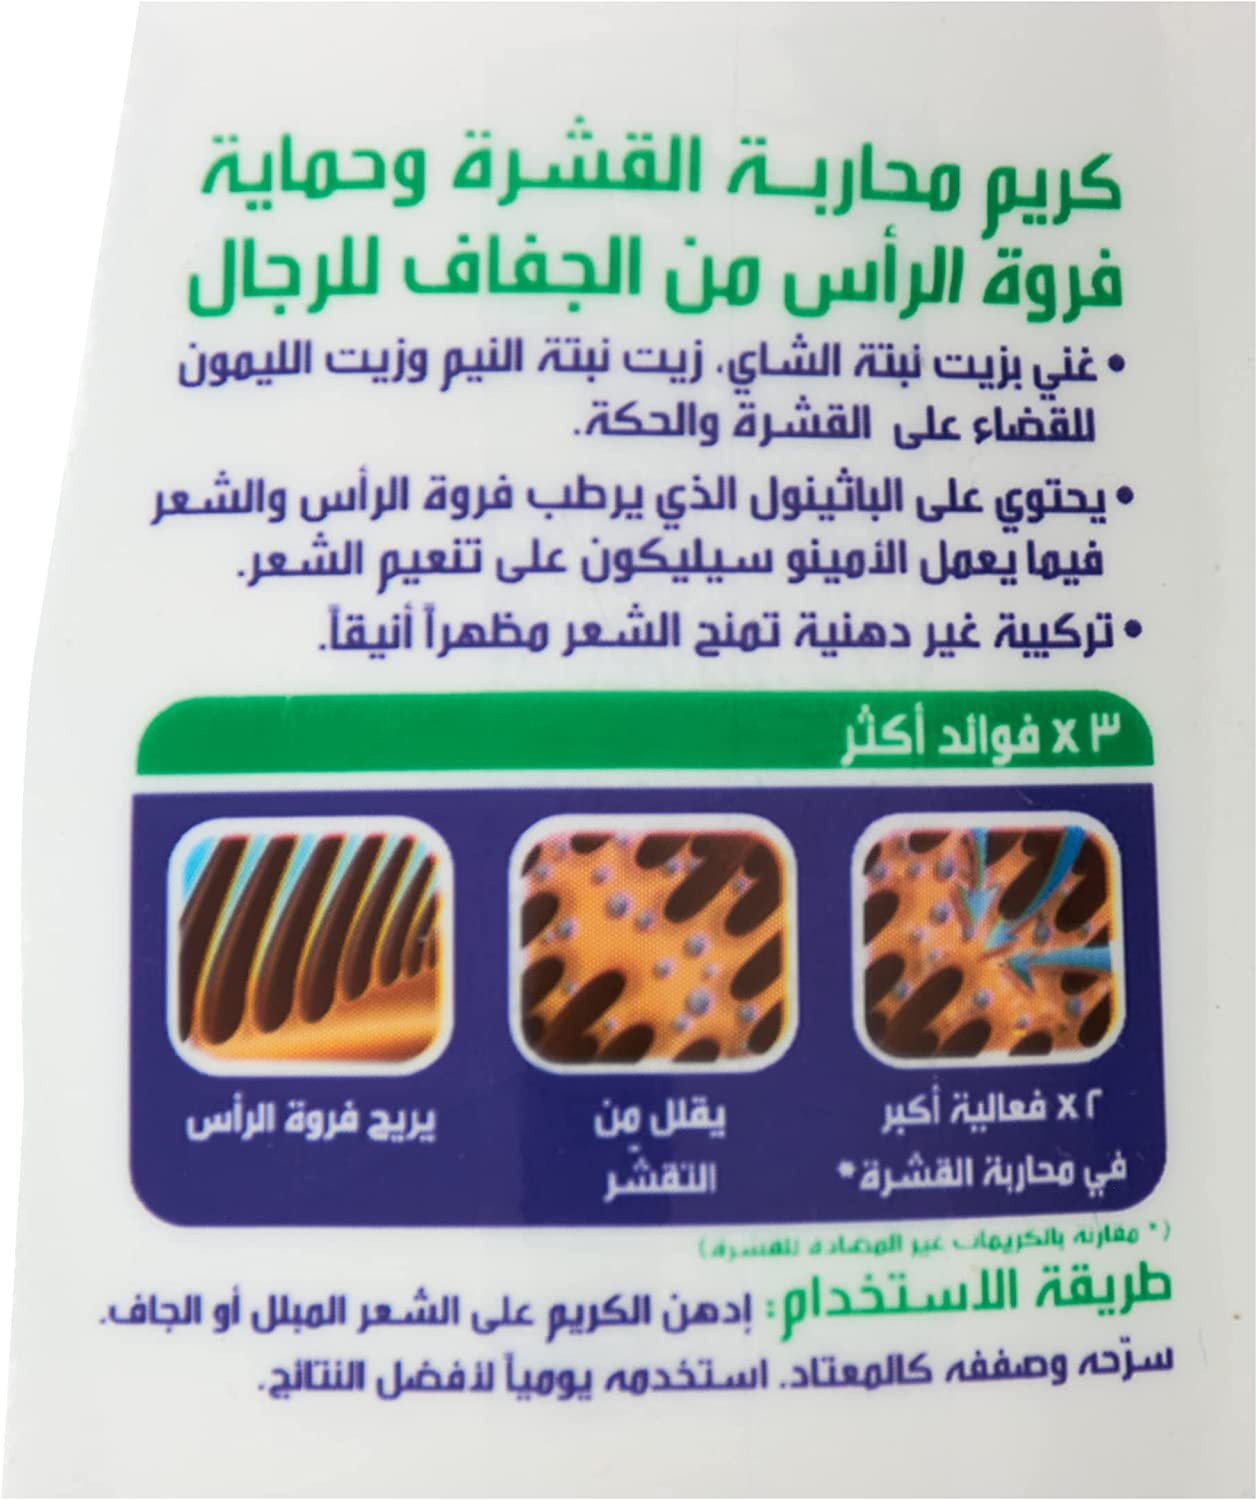 كريم محاربة القشرة وحماية
فروة الرأس من الجفاف للرجال
• غني بزيت نبتة الشاي، زيت نبتة النيم وزيت الليمون
للقضاء على القشرة والحكة.
• يحتوي على الباثينول الذي يرطب فروة الرأس والشعر
فيما يعمل الأمينو سيليكون على تنعيم الشعر.
• تركيبة غير دهنية تمنح الشعر مظهراً أنيقاً.
٣ x فوائد أكثر
٢ x فعالية أكبر
في محاربة القشرة*
يقلل من
التقشّر
يريح فروة الرأس
(* مقارنة بالكريمات غير المضادة للقشرة)
طريقة الاستخدام: إدهن الكريم على الشعر المبلل أو الجاف.
سرّحه وصففه كالمعتاد. استخدمه يومياً لأفضل النتائج.